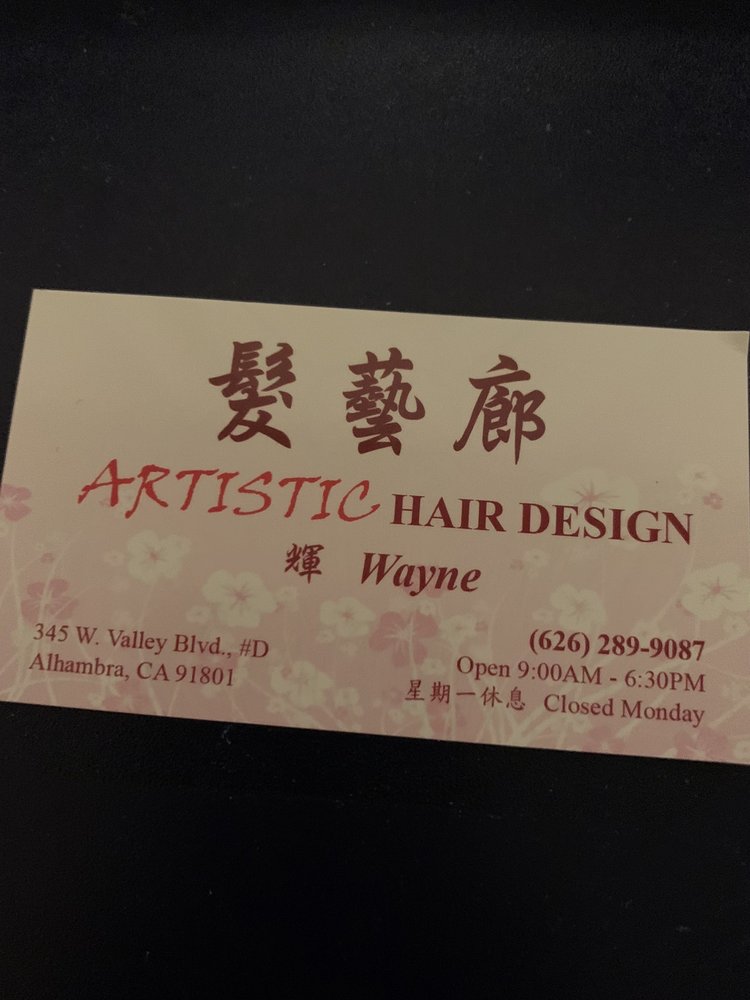 髮藝廊
ARTISTIC HAIR DESIGN
輝 Wayne
345 W. Valley Blvd., #D
Alhambra, CA 91801
(626) 289-9087
Open 9:00AM - 6:30PM
星期一休息 Closed Monday